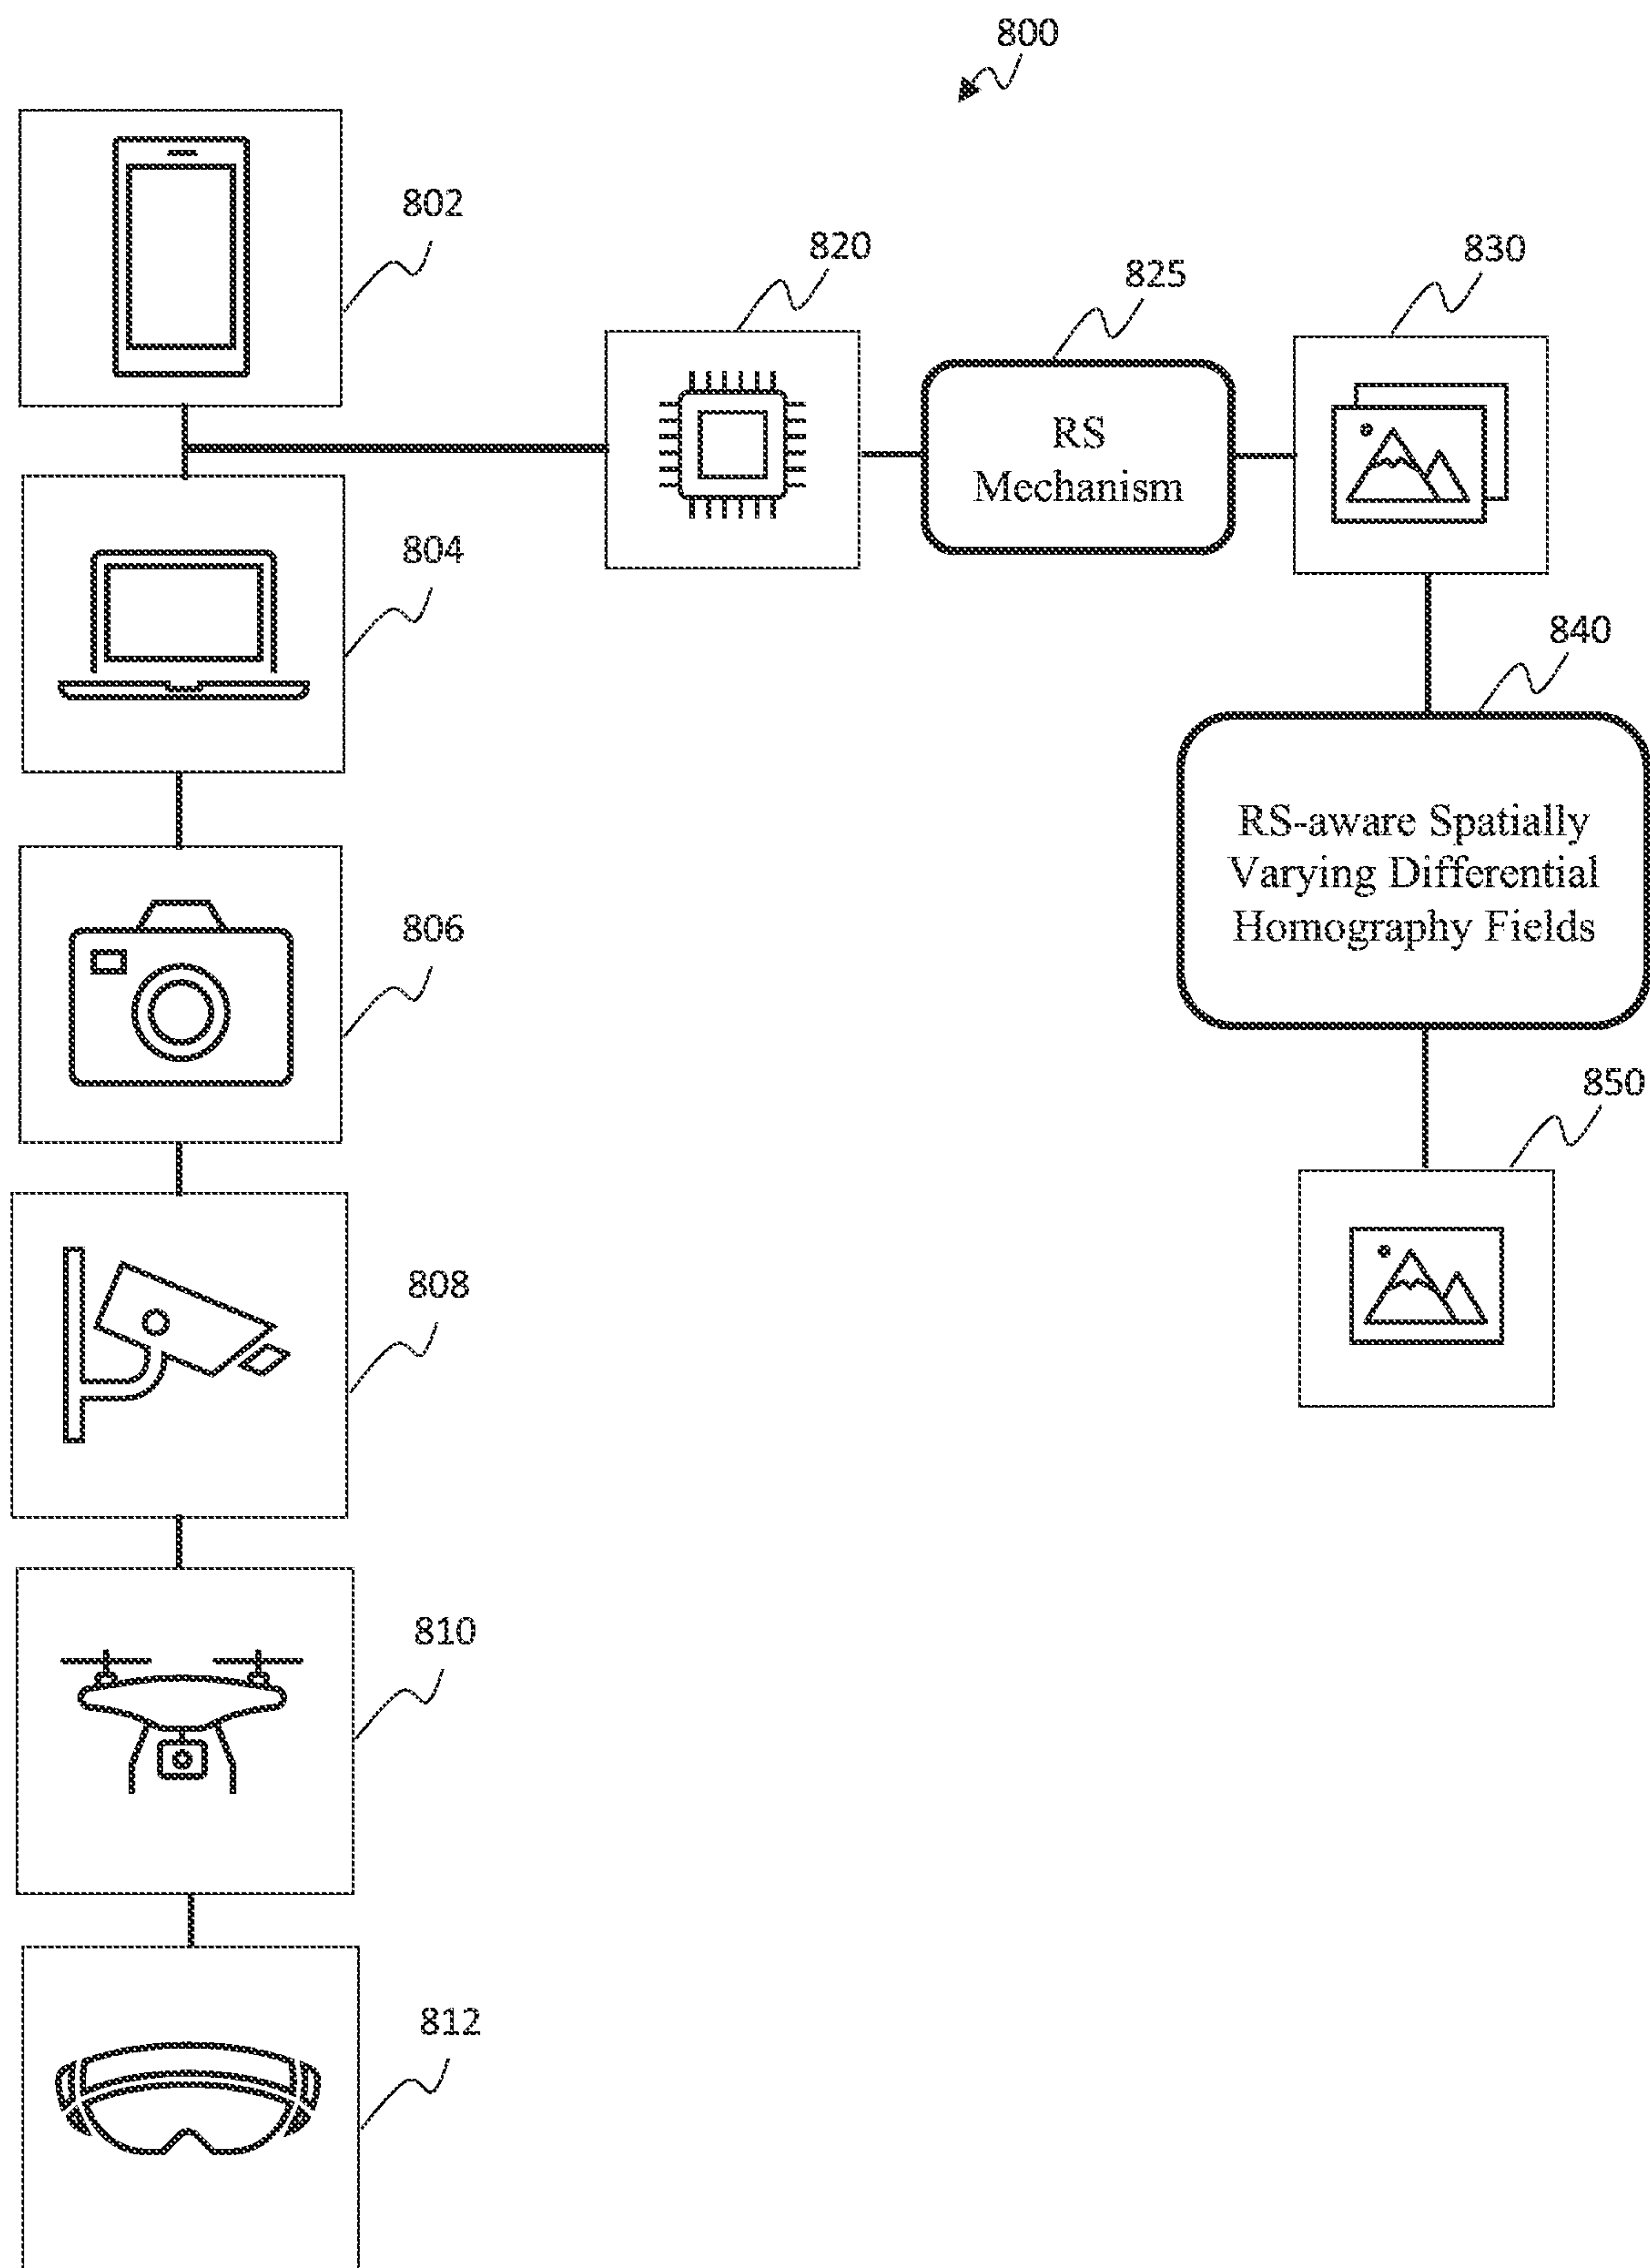 800
802
820
825
830
RS
Mechanism
804
840
RS-aware Spatially
Varying Differential
Homography Fields
806
850
808
810
812